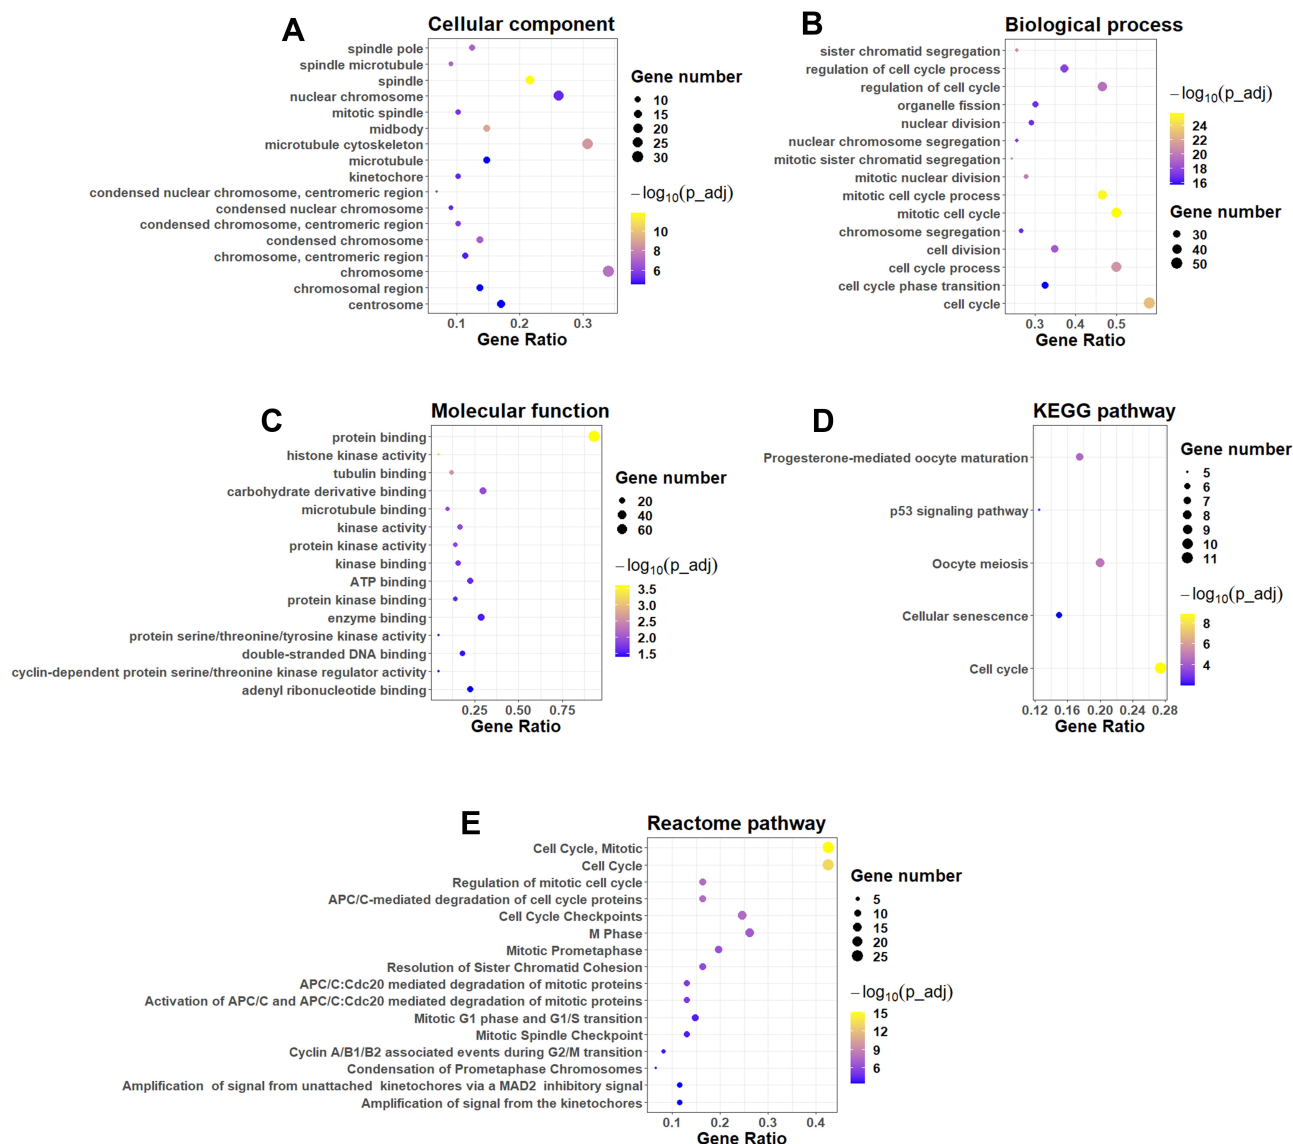 A
Cellular component
spindle pole
spindle microtubule
spindle
nuclear chromosome
mitotic spindle
midbody
microtubule cytoskeleton
microtubule
kinetochore
condensed nuclear chromosome, centromeric region
condensed nuclear chromosome
condensed chromosome, centromeric region
condensed chromosome
chromosome, centromeric region
chromosome
chromosomal region
centrosome
0.1 0.2 0.3
Gene Ratio
Gene number
10
15
20
25
30
−log10(p_adj)
10
8
6
B
Biological process
sister chromatid segregation
regulation of cell cycle process
regulation of cell cycle
organelle fission
nuclear division
nuclear chromosome segregation
mitotic sister chromatid segregation
mitotic nuclear division
mitotic cell cycle process
mitotic cell cycle
chromosome segregation
cell division
cell cycle process
cell cycle phase transition
cell cycle
0.3 0.4 0.5
Gene Ratio
−log10(p_adj)
24
22
20
18
16
Gene number
30
40
50
C
Molecular function
protein binding
histone kinase activity
tubulin binding
carbohydrate derivative binding
microtubule binding
kinase activity
protein kinase activity
kinase binding
ATP binding
protein kinase binding
enzyme binding
protein serine/threonine/tyrosine kinase activity
double-stranded DNA binding
cyclin-dependent protein serine/threonine kinase regulator activity
adenyl ribonucleotide binding
0.25 0.50 0.75
Gene Ratio
Gene number
20
40
60
−log10(p_adj)
3.5
3.0
2.5
2.0
1.5
D
KEGG pathway
Progesterone-mediated oocyte maturation
p53 signaling pathway
Oocyte meiosis
Cellular senescence
Cell cycle
0.12 0.16 0.20 0.24 0.28
Gene Ratio
Gene number
5
6
7
8
9
10
11
−log10(p_adj)
8
6
4
E
Reactome pathway
Cell Cycle, Mitotic
Cell Cycle
Regulation of mitotic cell cycle
APC/C-mediated degradation of cell cycle proteins
Cell Cycle Checkpoints
M Phase
Mitotic Prometaphase
Resolution of Sister Chromatid Cohesion
APC/C:Cdc20 mediated degradation of mitotic proteins
Activation of APC/C and APC/C:Cdc20 mediated degradation of mitotic proteins
Mitotic G1 phase and G1/S transition
Mitotic Spindle Checkpoint
Cyclin A/B1/B2 associated events during G2/M transition
Condensation of Prometaphase Chromosomes
Amplification of signal from unattached kinetochores via a MAD2 inhibitory signal
Amplification of signal from the kinetochores
0.1 0.2 0.3 0.4
Gene Ratio
Gene number
5
10
15
20
25
−log10(p_adj)
15
12
9
6